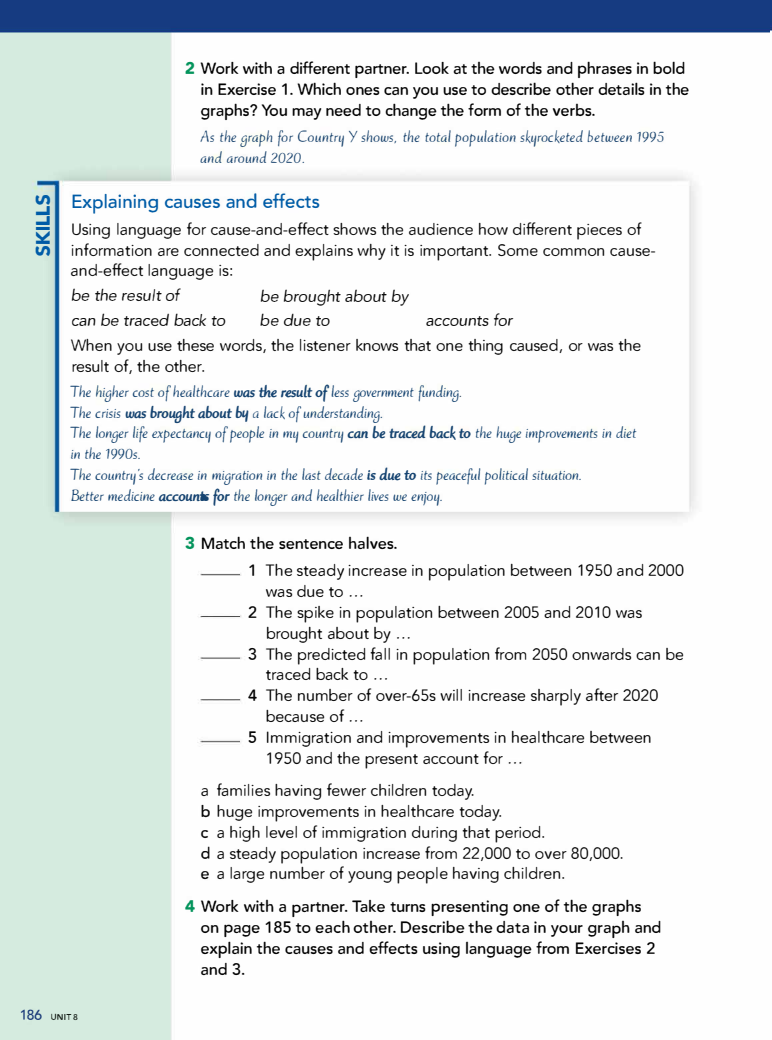 2 Work with a different partner. Look at the words and phrases in bold
in Exercise 1. Which ones can you use to describe other details in the
graphs? You may need to change the form of the verbs.
As the graph for Country Y shows, the total population skyrocketed between 1995
and around 2020.
SKILLS
Explaining causes and effects
Using language for cause-and-effect shows the audience how different pieces of
information are connected and explains why it is important. Some common cause-
and-effect language is:
be the result of be brought about by
can be traced back to be due to accounts for
When you use these words, the listener knows that one thing caused, or was the
result of, the other.
The higher cost of healthcare was the result of less government funding.
The crisis was brought about by a lack of understanding.
The longer life expectancy of people in my country can be traced back to the huge improvements in diet
in the 1990s.
The country's decrease in migration in the last decade is due to its peaceful political situation.
Better medicine accounts for the longer and healthier lives we enjoy.
3 Match the sentence halves.
_____ 1 The steady increase in population between 1950 and 2000
was due to ...
_____ 2 The spike in population between 2005 and 2010 was
brought about by ...
_____ 3 The predicted fall in population from 2050 onwards can be
traced back to ...
_____ 4 The number of over-65s will increase sharply after 2020
because of ...
_____ 5 Immigration and improvements in healthcare between
1950 and the present account for ...
a families having fewer children today.
b huge improvements in healthcare today.
c a high level of immigration during that period.
d a steady population increase from 22,000 to over 80,000.
e a large number of young people having children.
4 Work with a partner. Take turns presenting one of the graphs
on page 185 to each other. Describe the data in your graph and
explain the causes and effects using language from Exercises 2
and 3.
186 UNIT 8